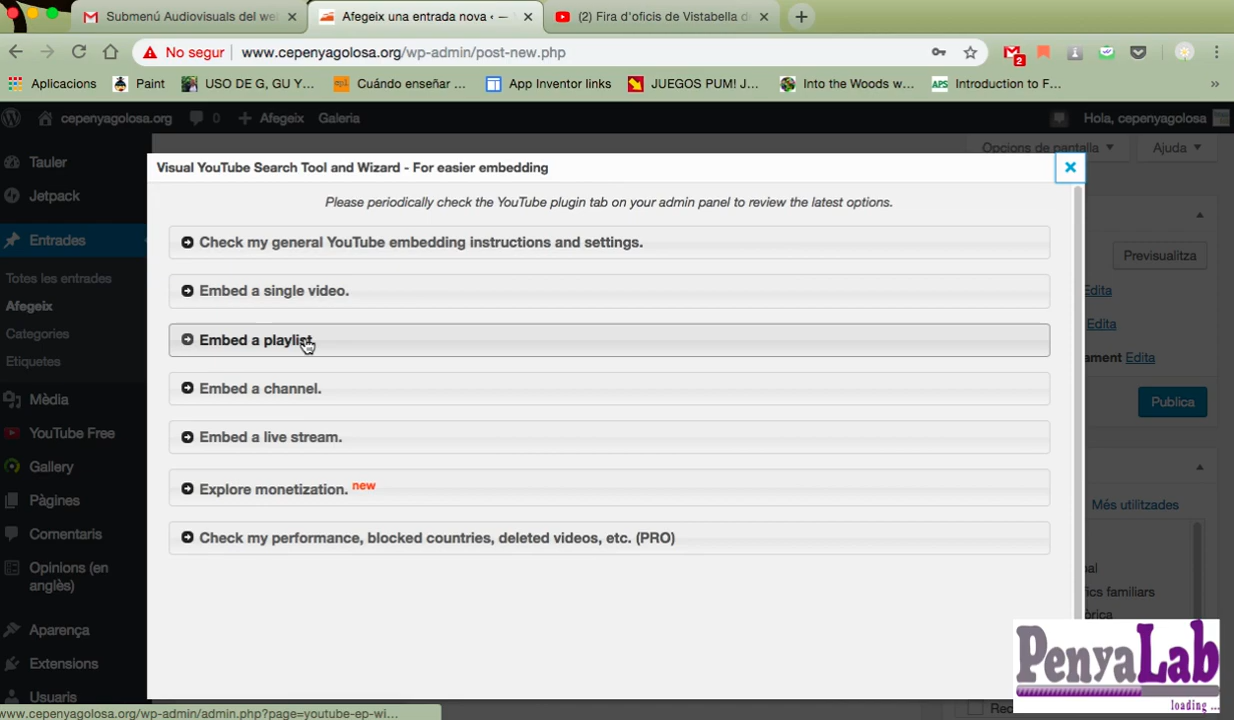 Submenú Audiovisuals del we
Afegeix una entrada nova ‹ —
(2) Fira d'oficis de Vistabella d
No segur
www.cepenyagolosa.org/wp-admin/post-new.php
2
Aplicacions
Paint
USO DE G, GU Y…
Cuándo enseñar …
App Inventor links
JUEGOS PUM! J…
Into the Woods w…
APS
Introduction to F…
»
cepenyagolosa.org
0
Afegeix
Galeria
Hola, cepenyagolosa
Opcions de pantalla
Ajuda
Tauler
Jetpack
Entrades
Totes les entrades
Afegeix
Categories
Etiquetes
Mèdia
YouTube Free
Gallery
Pàgines
Comentaris
Opinions (en
anglès)
Aparença
Extensions
Usuaris
Visual YouTube Search Tool and Wizard - For easier embedding
Please periodically check the YouTube plugin tab on your admin panel to review the latest options.
Check my general YouTube embedding instructions and settings.
Embed a single video.
Embed a playlist.
Embed a channel.
Embed a live stream.
Explore monetization. new
Check my performance, blocked countries, deleted videos, etc. (PRO)
Previsualitza
Edita
Edita
ament Edita
Publica
Més utilitzades
al
ics familiars
òrica
PenyaLab
loading ...
www.cepenyagolosa.org/wp-admin/admin.php?page=youtube-ep-wi…